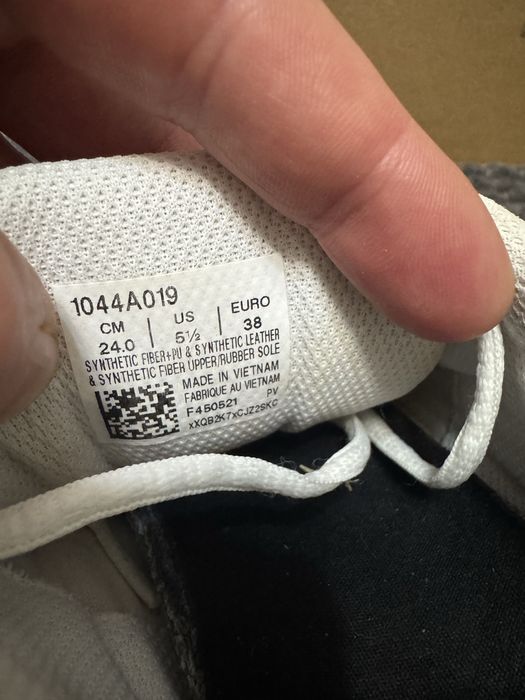 1044A019
CM | US | EURO
24.0 | 5½ | 38
SYNTHETIC FIBER+PU & SYNTHETIC LEATHER
& SYNTHETIC FIBER UPPER/RUBBER SOLE
MADE IN VIETNAM
FABRIQUE AU VIETNAM
F450521 PV
xXQB2K7xCJZ2SKC